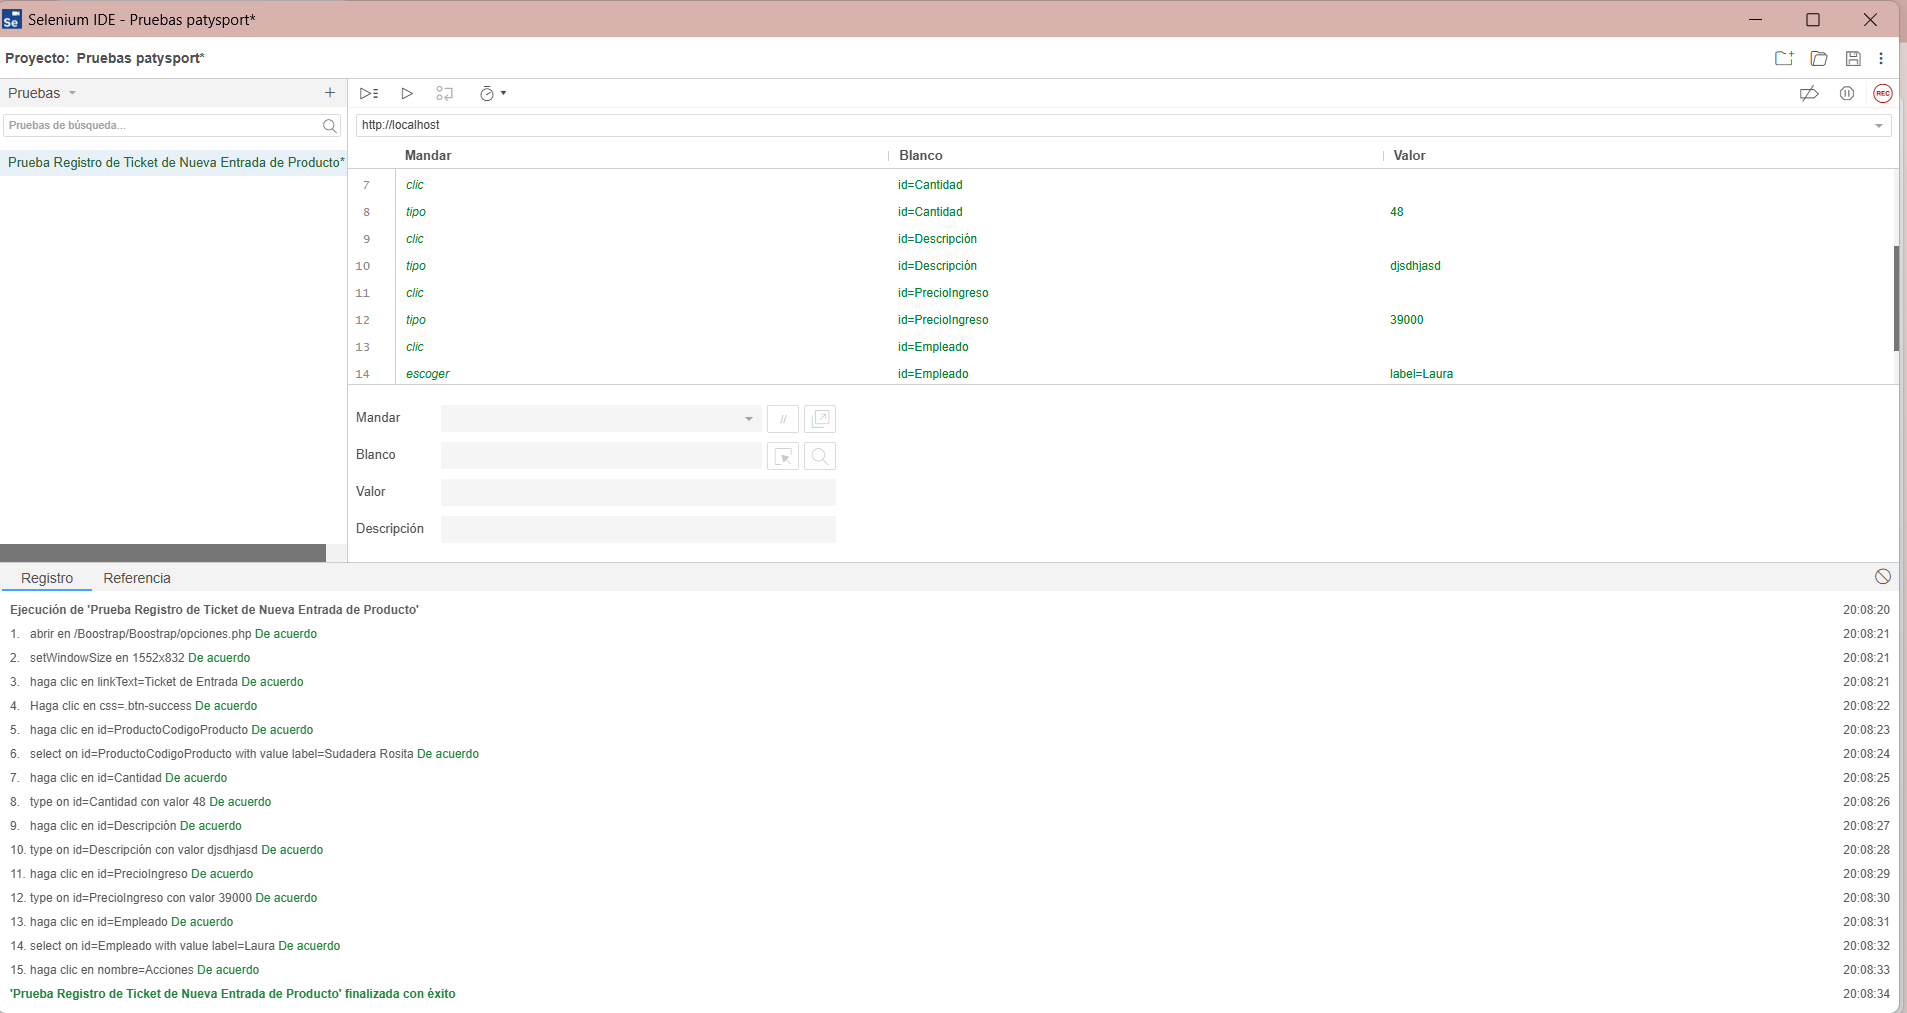 Selenium IDE - Pruebas patysport*
Proyecto: Pruebas patysport*
Pruebas
Pruebas de búsqueda...
Prueba Registro de Ticket de Nueva Entrada de Producto*
REC
http://localhost
Mandar Blanco Valor
7 clic id=Cantidad
8 tipo id=Cantidad 48
9 clic id=Descripción
10 tipo id=Descripción djsdhjasd
11 clic id=PrecioIngreso
12 tipo id=PrecioIngreso 39000
13 clic id=Empleado
14 escoger id=Empleado label=Laura
Mandar //
Blanco
Valor
Descripción
Registro Referencia
Ejecución de 'Prueba Registro de Ticket de Nueva Entrada de Producto' 20:08:20
1. abrir en /Boostrap/Boostrap/opciones.php De acuerdo 20:08:21
2. setWindowSize en 1552x832 De acuerdo 20:08:21
3. haga clic en linkText=Ticket de Entrada De acuerdo 20:08:21
4. Haga clic en css=.btn-success De acuerdo 20:08:22
5. haga clic en id=ProductoCodigoProducto De acuerdo 20:08:23
6. select on id=ProductoCodigoProducto with value label=Sudadera Rosita De acuerdo 20:08:24
7. haga clic en id=Cantidad De acuerdo 20:08:25
8. type on id=Cantidad con valor 48 De acuerdo 20:08:26
9. haga clic en id=Descripción De acuerdo 20:08:27
10. type on id=Descripción con valor djsdhjasd De acuerdo 20:08:28
11. haga clic en id=PrecioIngreso De acuerdo 20:08:29
12. type on id=PrecioIngreso con valor 39000 De acuerdo 20:08:30
13. haga clic en id=Empleado De acuerdo 20:08:31
14. select on id=Empleado with value label=Laura De acuerdo 20:08:32
15. haga clic en nombre=Acciones De acuerdo 20:08:33
'Prueba Registro de Ticket de Nueva Entrada de Producto' finalizada con éxito 20:08:34